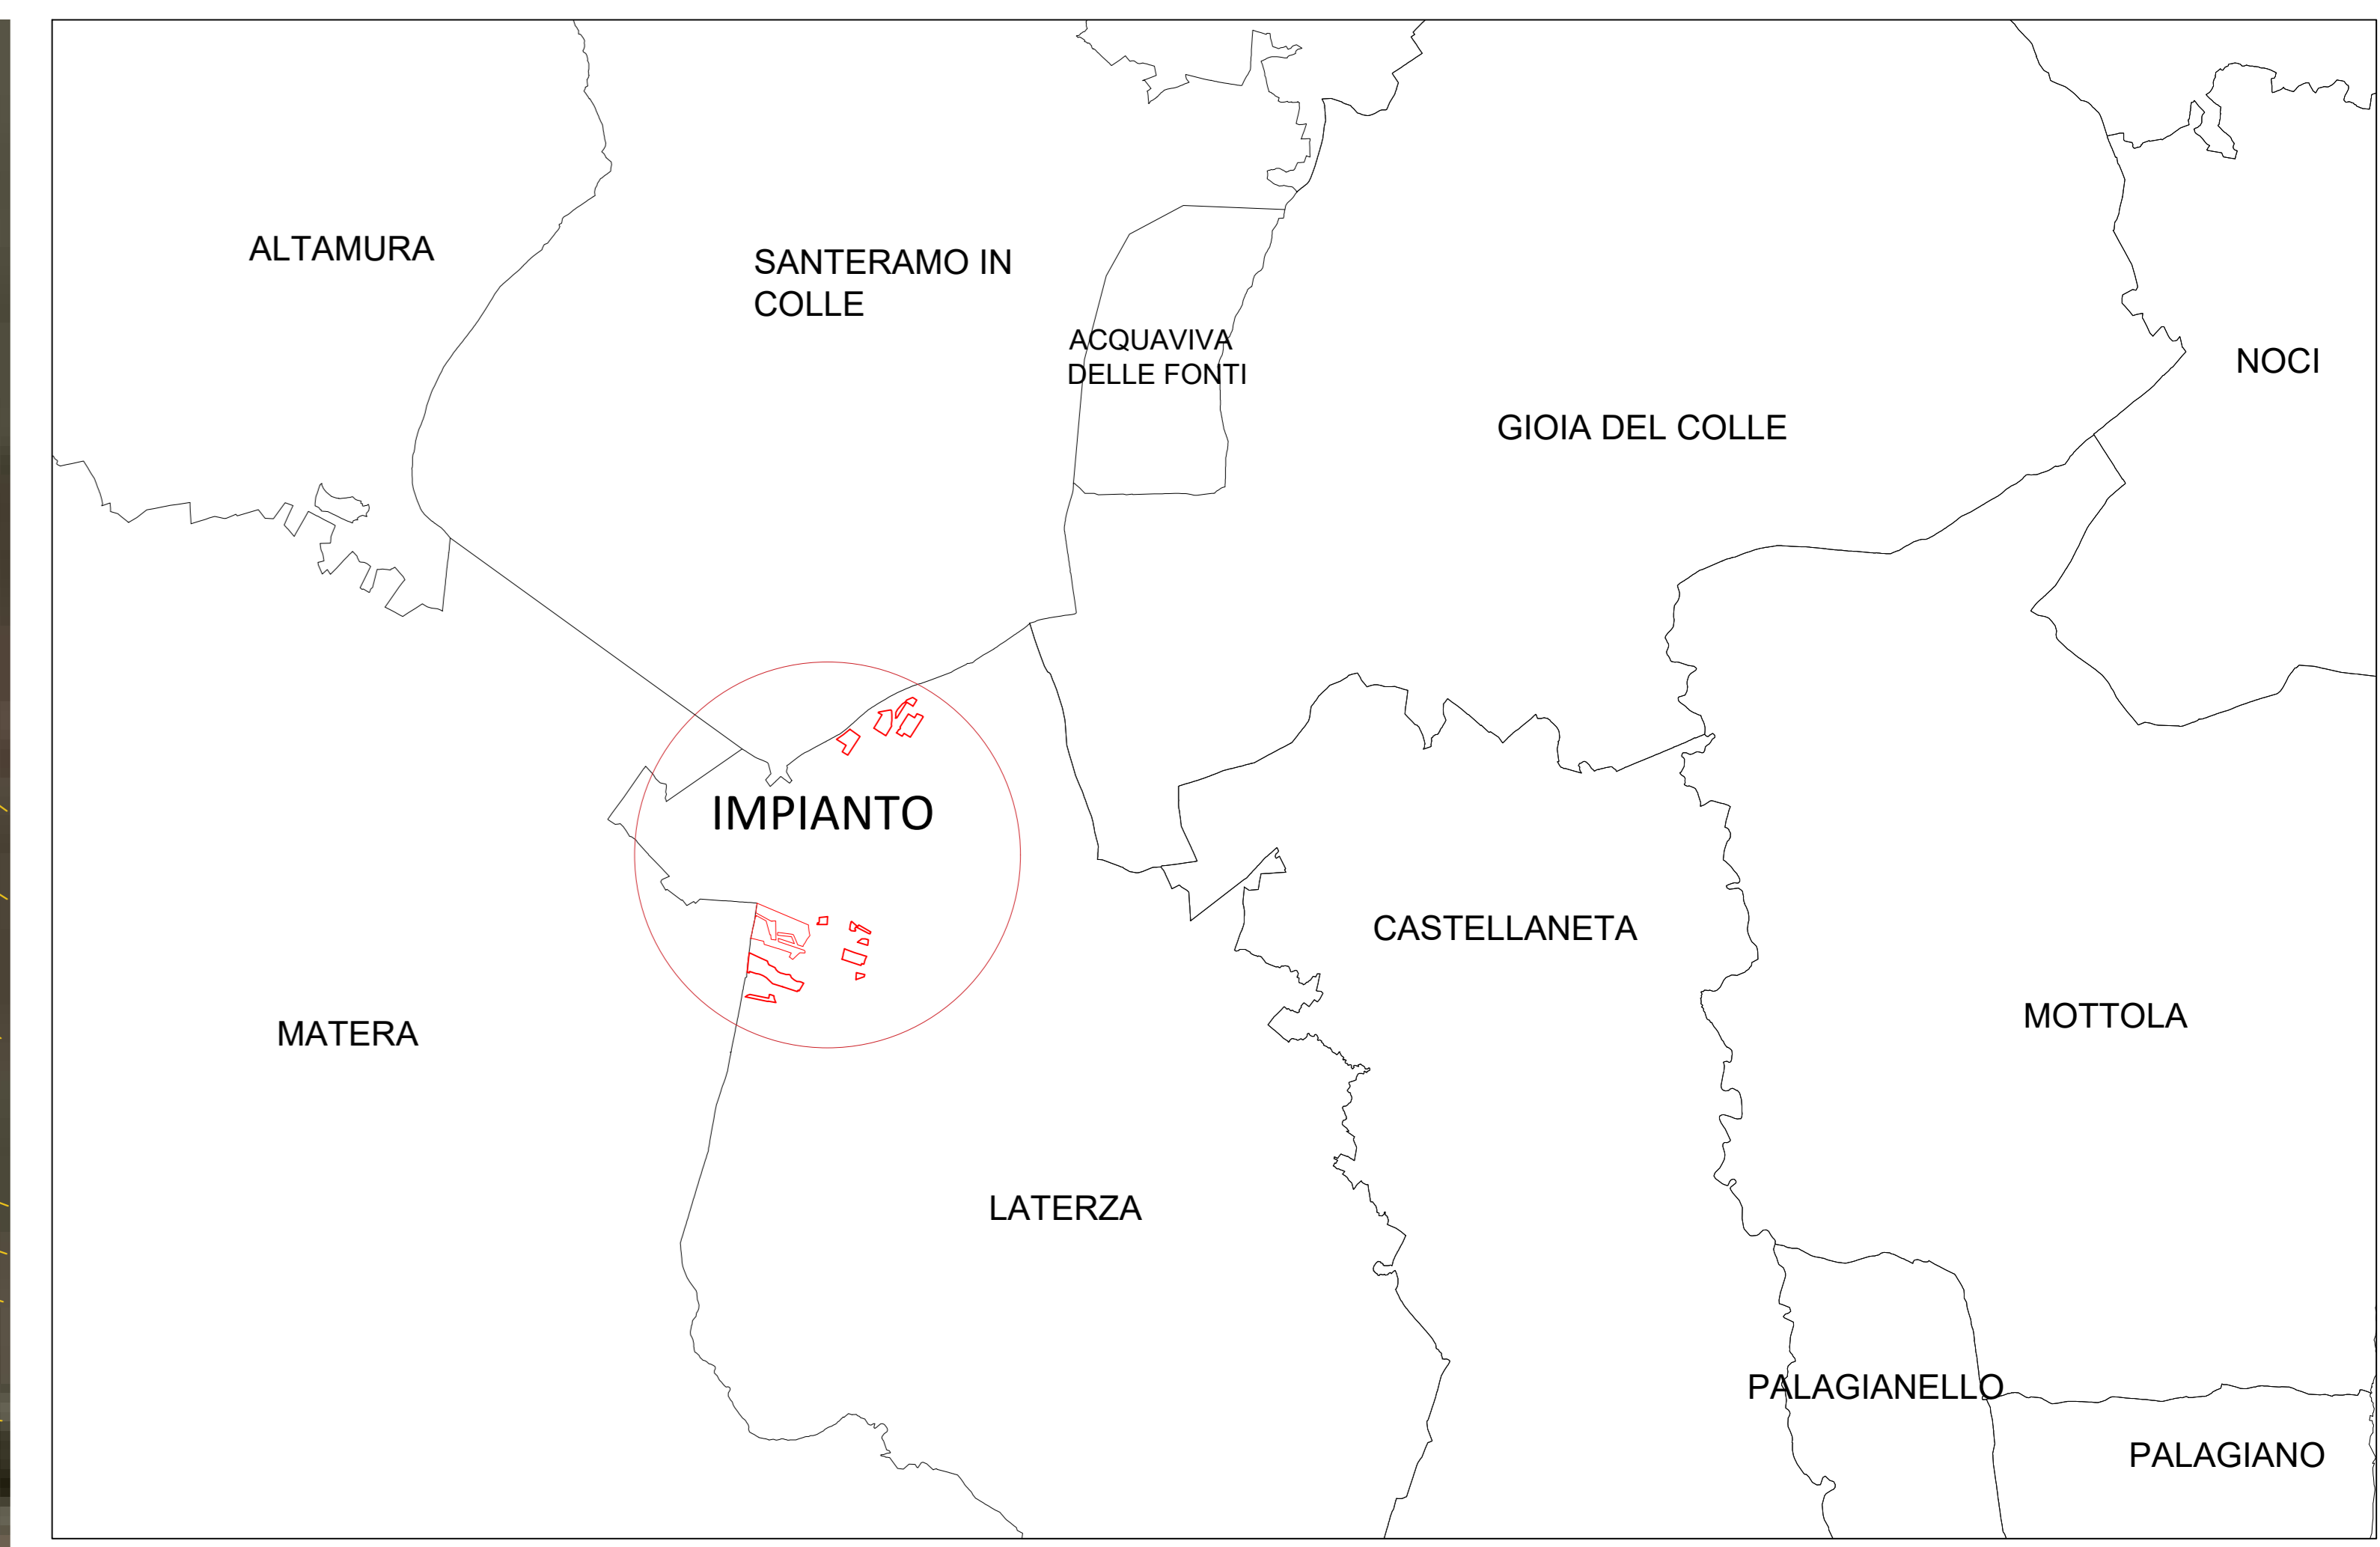 ALTAMURA
SANTERAMO IN
COLLE
ACQUAVIVA
DELLE FONTI
NOCI
GIOIA DEL COLLE
IMPIANTO
CASTELLANETA
MATERA
MOTTOLA
LATERZA
PALAGIANELLO
PALAGIANO